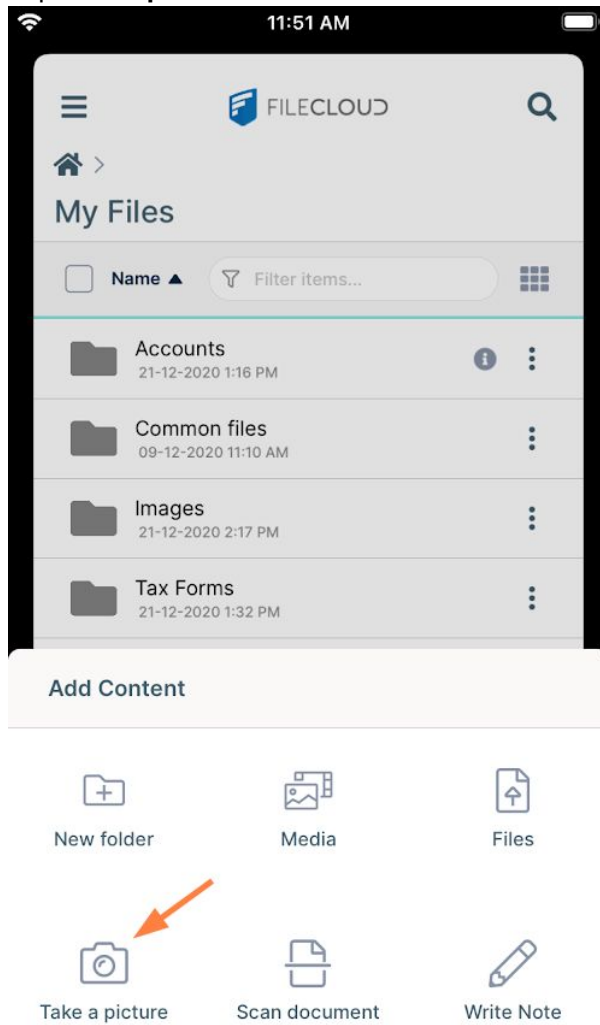 11:51 AM
FILECLOUD
My Files
Name ▲ Filter items...
Accounts
21-12-2020 1:16 PM
Common files
09-12-2020 11:10 AM
Images
21-12-2020 2:17 PM
Tax Forms
21-12-2020 1:32 PM
Add Content
New folder Media Files
Take a picture Scan document Write Note